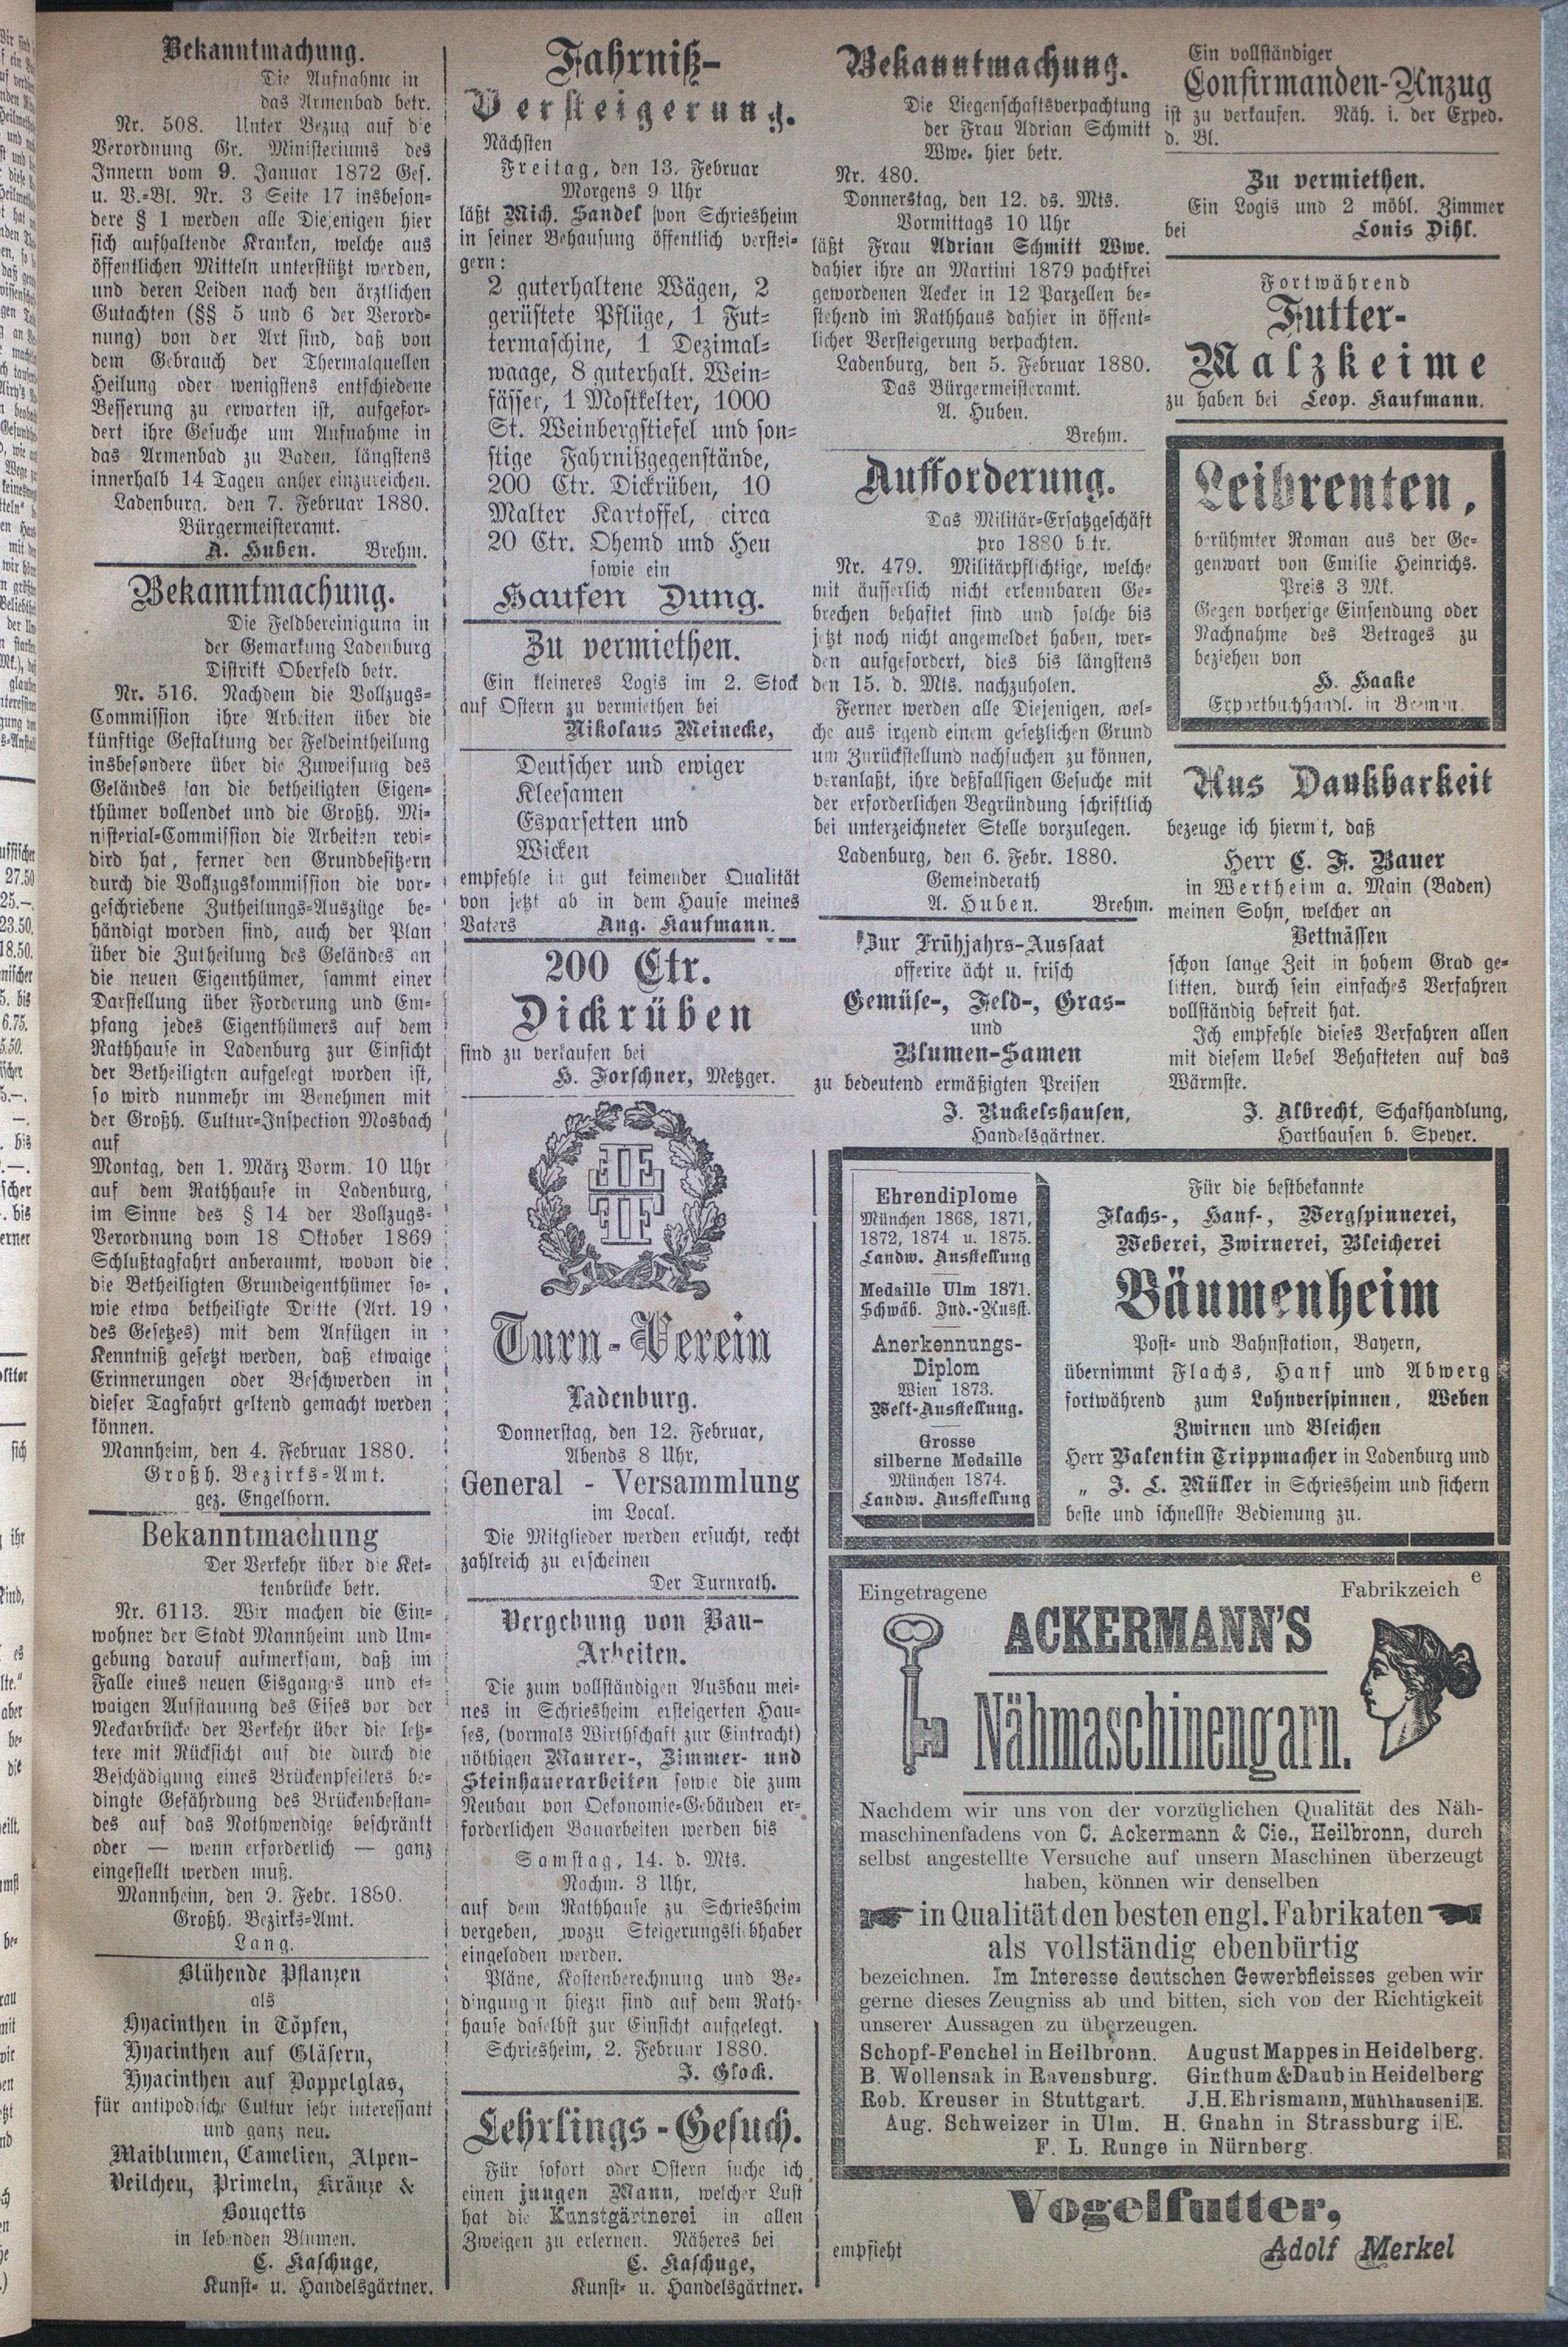 Bekanntmachung.
Die Aufnahme in
das Armenbad betr.
Nr. 508. Unter Bezug auf die
Verordnung Gr. Ministeriums des
Innern vom 9. Januar 1872 Ges.
u. V.=Bl. Nr. 3 Seite 17 insbeson=
dere § 1 werden alle Diejenigen hier
sich aufhaltende Kranken, welche aus
öffentlichen Mitteln unterstützt werden,
und deren Leiden nach den ärztlichen
Gutachten (§§ 5 und 6 der Verord=
nung) von der Art sind, daß von
dem Gebrauch der Thermalquellen
Heilung oder wenigstens entschiedene
Besserung zu erwarten ist, aufgefor=
dert ihre Gesuche um Aufnahme in
das Armenbad zu Baden, längstens
innerhalb 14 Tagen anher einzureichen.
Ladenburg, den 7. Februar 1880.
Bürgermeisteramt.
A. Huben. Brehm.
Bekanntmachung.
Die Feldbereinigung in
der Gemarkung Ladenburg
Distrikt Oberfeld betr.
Nr. 516. Nachdem die Vollzugs=
Commission ihre Arbeiten über die
künftige Gestaltung der Feldeintheilung
insbesondere über die Zuweisung des
Geländes an die betheiligten Eigen=
thümer vollendet und die Großh. Mi=
nisterial=Commission die Arbeiten revi=
dird hat, ferner den Grundbesitzern
durch die Vollzugskommission die vor=
geschriebene Zutheilungs=Auszüge be=
händigt worden sind, auch der Plan
über die Zutheilung des Geländes an
die neuen Eigenthümer, sammt einer
Darstellung über Forderung und Em=
pfang jedes Eigenthümers auf dem
Rathhause in Ladenburg zur Einsicht
der Betheiligten aufgelegt worden ist,
so wird nunmehr im Benehmen mit
der Großh. Cultur=Inspection Mosbach
auf
Montag, den 1. März Vorm. 10 Uhr
auf dem Rathhause in Ladenburg,
im Sinne des § 14 der Vollzugs=
Verordnung vom 18 Oktober 1869
Schlußtagfahrt anberaumt, wovon die
die Betheiligten Grundeigenthümer so=
wie etwa betheiligte Dritte (Art. 19
des Gesetzes) mit dem Anfügen in
Kenntniß gesetzt werden, daß etwaige
Erinnerungen oder Beschwerden in
dieser Tagfahrt geltend gemacht werden
können.
Mannheim, den 4. Februar 1880.
Großh. Bezirks=Amt.
gez. Engelhorn.
Bekanntmachung
Der Verkehr über die Ket=
tenbrücke betr.
Nr. 6113. Wir machen die Ein=
wohner der Stadt Mannheim und Um=
gebung darauf aufmerksam, daß im
Falle eines neuen Eisganges und et=
waigen Aufstauung des Eises vor der
Neckarbrücke der Verkehr über die letz=
tere mit Rücksicht auf die durch die
Beschädigung eines Brückenpfeilers be=
dingte Gefährdung des Brückenbestan=
des auf das Nothwendige beschränkt
oder — wenn erforderlich — ganz
eingestellt werden muß.
Mannheim, den 9. Febr. 1880.
Großh. Bezirks=Amt.
Lang.
Blühende Pflanzen
als
Hyacinthen in Töpfen,
Hyacinthen auf Gläsern,
Hyacinthen auf Doppelglas,
für antipodische Cultur sehr interessant
und ganz neu.
Maiblumen, Camelien, Alpen-
Veilchen, Primeln, Kränze &
Bouqetts
in lebenden Blumen.
C. Kaschuge,
Kunst= u. Handelsgärtner.
Fahrniß-
Versteigerung.
Nächsten
Freitag, den 13. Februar
Morgens 9 Uhr
läßt Mich. Sandel von Schriesheim
in seiner Behausung öffentlich verstei=
gern:
2 guterhaltene Wägen, 2
gerüstete Pflüge, 1 Fut=
termaschine, 1 Dezimal=
waage, 8 guterhalt. Wein=
fässer, 1 Mostkelter, 1000
St. Weinbergstiefel und son=
stige Fahrnißgegenstände,
200 Ctr. Dickrüben, 10
Malter Kartoffel, circa
20 Ctr. Ohemd und Heu
sowie ein
Haufen Dung.
Zu vermiethen.
Ein kleineres Logis im 2. Stock
auf Ostern zu vermiethen bei
Nikolaus Meinecke,
Deutscher und ewiger
Kleesamen
Esparsetten und
Wicken
empfehle in gut keimender Qualität
von jetzt ab in dem Hause meines
Vaters Aug. Kaufmann.
200 Ctr.
Dickrüben
sind zu verkaufen bei
H. Forschner, Metzger.
Turn-Verein
Ladenburg.
Donnerstag, den 12. Februar,
Abends 8 Uhr,
General - Versammlung
im Local.
Die Mitglieder werden ersucht, recht
zahlreich zu erscheinen
Der Turnrath.
Vergebung von Bau-
Arbeiten.
Die zum vollständigen Ausbau mei=
nes in Schriesheim ersteigerten Hau=
ses, (vormals Wirthschaft zur Eintracht)
nöthigen Maurer-, Zimmer- und
Steinhauerarbeiten sowie die zum
Neubau von Oekonomie=Gebäuden er=
forderlichen Bauarbeiten werden bis
Samstag, 14. d. Mts.
Nachm. 3 Uhr,
auf dem Rathhause zu Schriesheim
vergeben, wozu Steigerungsliebhaber
eingeladen werden.
Pläne, Kostenberechnung und Be=
dingungen hiezu sind auf dem Rath=
hause daselbst zur Einsicht aufgelegt.
Schriesheim, 2. Februar 1880.
J. Glock.
Lehrlings-Gesuch.
Für sofort oder Ostern suche ich
einen jungen Mann, welcher Lust
hat die Kunstgärtnerei in allen
Zweigen zu erlernen. Näheres bei
C. Kaschuge,
Kunst= u. Handelsgärtner.
Bekanntmachung.
Die Liegenschaftsverpachtung
der Frau Adrian Schmitt
Wwe. hier betr.
Nr. 480.
Donnerstag, den 12. ds. Mts.
Vormittags 10 Uhr
läßt Frau Adrian Schmitt Wwe.
dahier ihre an Martini 1879 pachtfrei
gewordenen Aecker in 12 Parzellen be=
stehend im Rathhaus dahier in öffent=
licher Versteigerung verpachten.
Ladenburg, den 5. Februar 1880.
Das Bürgermeisteramt.
A. Huben.
Brehm.
Aufforderung.
Das Militär=Ersatzgeschäft
pro 1880 betr.
Nr. 479. Militärpflichtige, welche
mit äusserlich nicht erkennbaren Ge=
brechen behaftet sind und solche bis
jetzt noch nicht angemeldet haben, wer=
den aufgefordert, dies bis längstens
den 15. d. Mts. nachzuholen.
Ferner werden alle Diejenigen, wel=
che aus irgend einem gesetzlichen Grund
um Zurückstellund nachsuchen zu können,
veranlaßt, ihre deßfallsigen Gesuche mit
der erforderlichen Begründung schriftlich
bei unterzeichneter Stelle vorzulegen.
Ladenburg, den 6. Febr. 1880.
Gemeinderath
A. Huben. Brehm.
Zur Frühjahrs-Aussaat
offerire ächt u. frisch
Gemüse-, Feld-, Gras-
und
Blumen-Samen
zu bedeutend ermäßigten Preisen
J. Ruckelshausen,
Handelsgärtner.
Ein vollständiger
Confirmanden-Anzug
ist zu verkaufen. Näh. i. der Exped.
d. Bl.
Zu vermiethen.
Ein Logis und 2 möbl. Zimmer
bei Louis Dihl.
Fortwährend
Futter-
Malzkeime
zu haben bei Leop. Kaufmann.
Leibrenten,
berühmter Roman aus der Ge=
genwart von Emilie Heinrichs.
Preis 3 Mk.
Gegen vorherige Einsendung oder
Nachnahme des Betrages zu
beziehen von
H. Haake
Exportbuchhandl. in Bremen.
Aus Dankbarkeit
bezeuge ich hiermit, daß
Herr C. F. Bauer
in Wertheim a. Main (Baden)
meinen Sohn, welcher an
Bettnässen
schon lange Zeit in hohem Grad ge=
litten, durch sein einfaches Verfahren
vollständig befreit hat.
Ich empfehle dieses Verfahren allen
mit diesem Uebel Behafteten auf das
Wärmste.
J. Albrecht, Schafhandlung,
Harthausen b. Speyer.
Ehrendiplome
München 1868, 1871,
1872, 1874 u. 1875.
Landw. Ausstellung
Medaille Ulm 1871.
Schwäb. Ind.-Ausst.
Anerkennungs-
Diplom
Wien 1873.
Welt-Ausstellung.
Grosse
silberne Medaille
München 1874.
Landw. Ausstellung
Für die bestbekannte
Flachs-, Hanf-, Wergspinnerei,
Weberei, Zwirnerei, Bleicherei
Bäumenheim
Post= und Bahnstation, Bayern,
übernimmt Flachs, Hanf und Abwerg
fortwährend zum Lohnverspinnen, Weben
Zwirnen und Bleichen
Herr Valentin Trippmacher in Ladenburg und
„ J. L. Müller in Schriesheim und sichern
beste und schnellste Bedienung zu.
Eingetragene Fabrikzeich e
ACKERMANN'S
Nähmaschinengarn.
Nachdem wir uns von der vorzüglichen Qualität des Näh-
maschinenfadens von C. Ackermann & Cie., Heilbronn, durch
selbst angestellte Versuche auf unsern Maschinen überzeugt
haben, können wir denselben
in Qualität den besten engl. Fabrikaten
als vollständig ebenbürtig
bezeichnen. Im Interesse deutschen Gewerbfleisses geben wir
gerne dieses Zeugniss ab und bitten, sich von der Richtigkeit
unserer Aussagen zu überzeugen.
Schopf-Fenchel in Heilbronn. August Mappes in Heidelberg.
B. Wollensak in Ravensburg. Ginthum & Daub in Heidelberg
Rob. Kreuser in Stuttgart. J.H. Ehrismann, Mühlhausen i/E.
Aug. Schweizer in Ulm. H. Gnahn in Strassburg i/E.
F. L. Runge in Nürnberg.
Vogelfutter,
empfieht Adolf Merkel